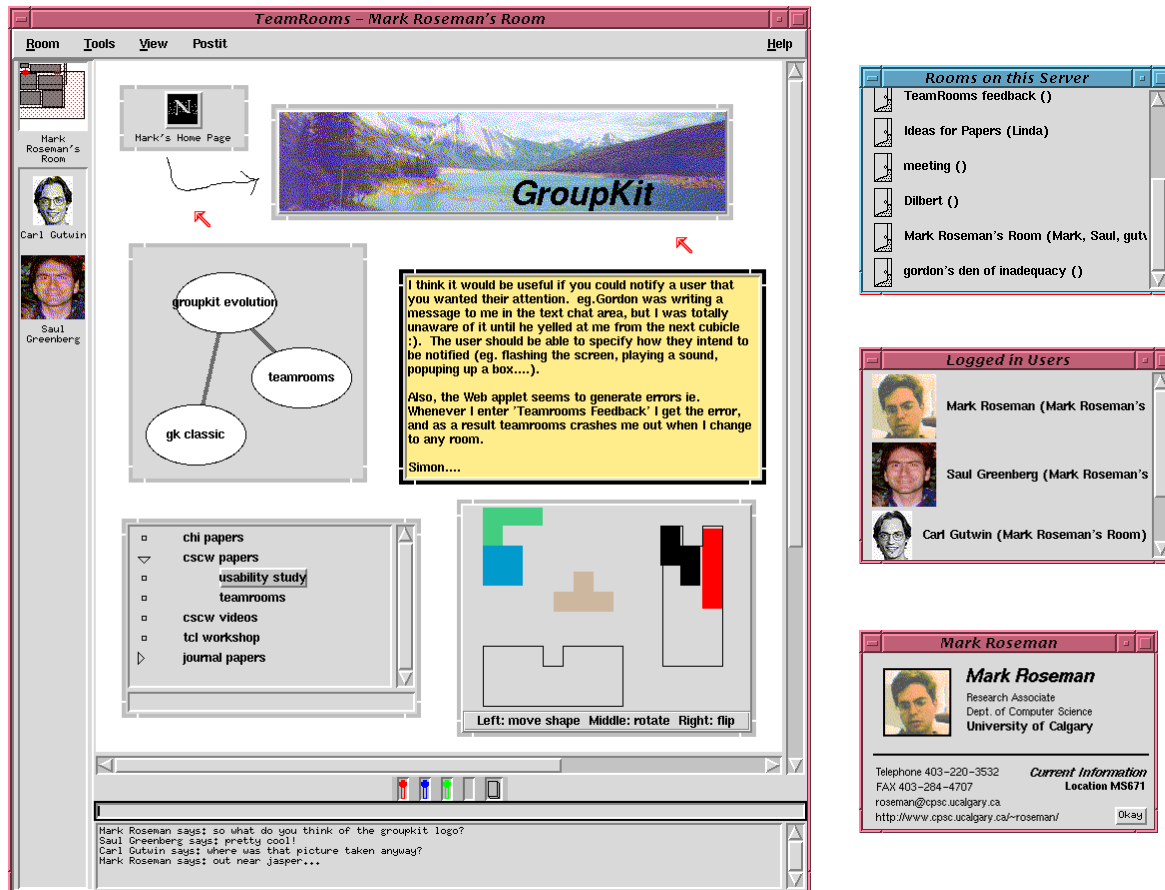 TeamRooms – Mark Roseman's Room
Room Tools View Postit Help
Mark
Roseman's
Room
Carl Gutwin
Saul
Greenberg
N
Mark's Home Page
GroupKit
groupkit evolution
teamrooms
gk classic
I think it would be useful if you could notify a user that
you wanted their attention. eg.Gordon was writing a
message to me in the text chat area, but I was totally
unaware of it until he yelled at me from the next cubicle
:). The user should be able to specify how they intend to
be notified (eg. flashing the screen, playing a sound,
popuping up a box....).
Also, the Web applet seems to generate errors ie.
Whenever I enter 'Teamrooms Feedback' I get the error,
and as a result teamrooms crashes me out when I change
to any room.
Simon....
chi papers
cscw papers
usability study
teamrooms
cscw videos
tcl workshop
journal papers
Left: move shape Middle: rotate Right: flip
Mark Roseman says: so what do you think of the groupkit logo?
Saul Greenberg says: pretty cool!
Carl Gutwin says: where was that picture taken anyway?
Mark Roseman says: out near jasper...
Rooms on this Server
TeamRooms feedback ()
Ideas for Papers (Linda)
meeting ()
Dilbert ()
Mark Roseman's Room (Mark, Saul, gutw
gordon's den of inadequacy ()
Logged in Users
Mark Roseman (Mark Roseman's
Saul Greenberg (Mark Roseman's
Carl Gutwin (Mark Roseman's Room)
Mark Roseman
Mark Roseman
Research Associate
Dept. of Computer Science
University of Calgary
Telephone 403–220–3532
FAX 403–284–4707
roseman@cpsc.ucalgary.ca
http://www.cpsc.ucalgary.ca/~roseman/
Current Information
Location MS671
Okay